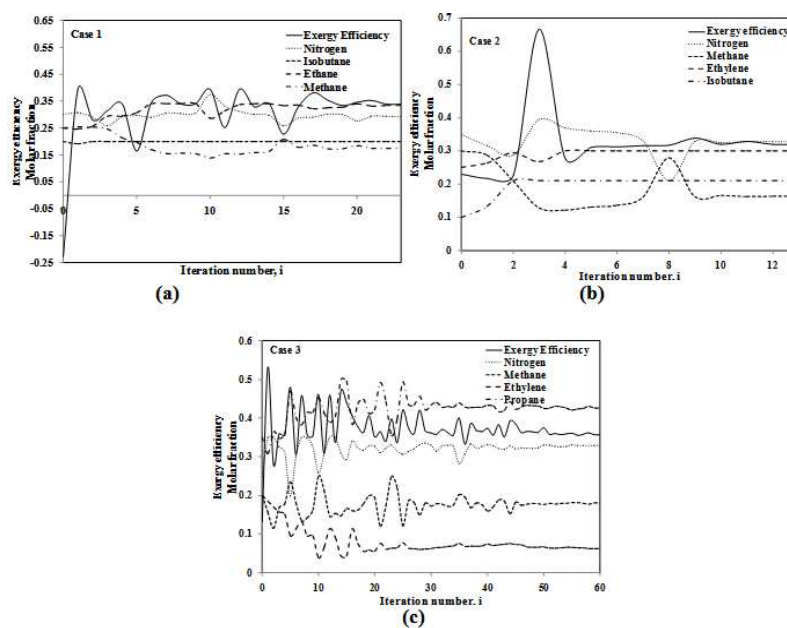 Case 1
Exergy Efficiency
Nitrogen
Isobutane
Ethane
Methane
Exergy efficiency
Molar fraction
0.65
0.55
0.45
0.35
0.25
0.15
0.05
-0.05
-0.15
-0.25
0
5
10
15
20
Iteration number, i
(a)
Case 2
Exergy efficiency
Nitrogen
Methane
Ethylene
Isobutane
Exergy efficiency
Molar fraction
0.7
0.6
0.5
0.4
0.3
0.2
0.1
0
0
2
4
6
8
10
12
Iteration number. i
(b)
Case 3
Exergy Efficiency
Nitrogen
Methane
Ethylene
Propane
Exergy efficiency
Molar fraction
0.6
0.5
0.4
0.3
0.2
0.1
0
0
10
20
30
40
50
60
Iteration number. i
(c)